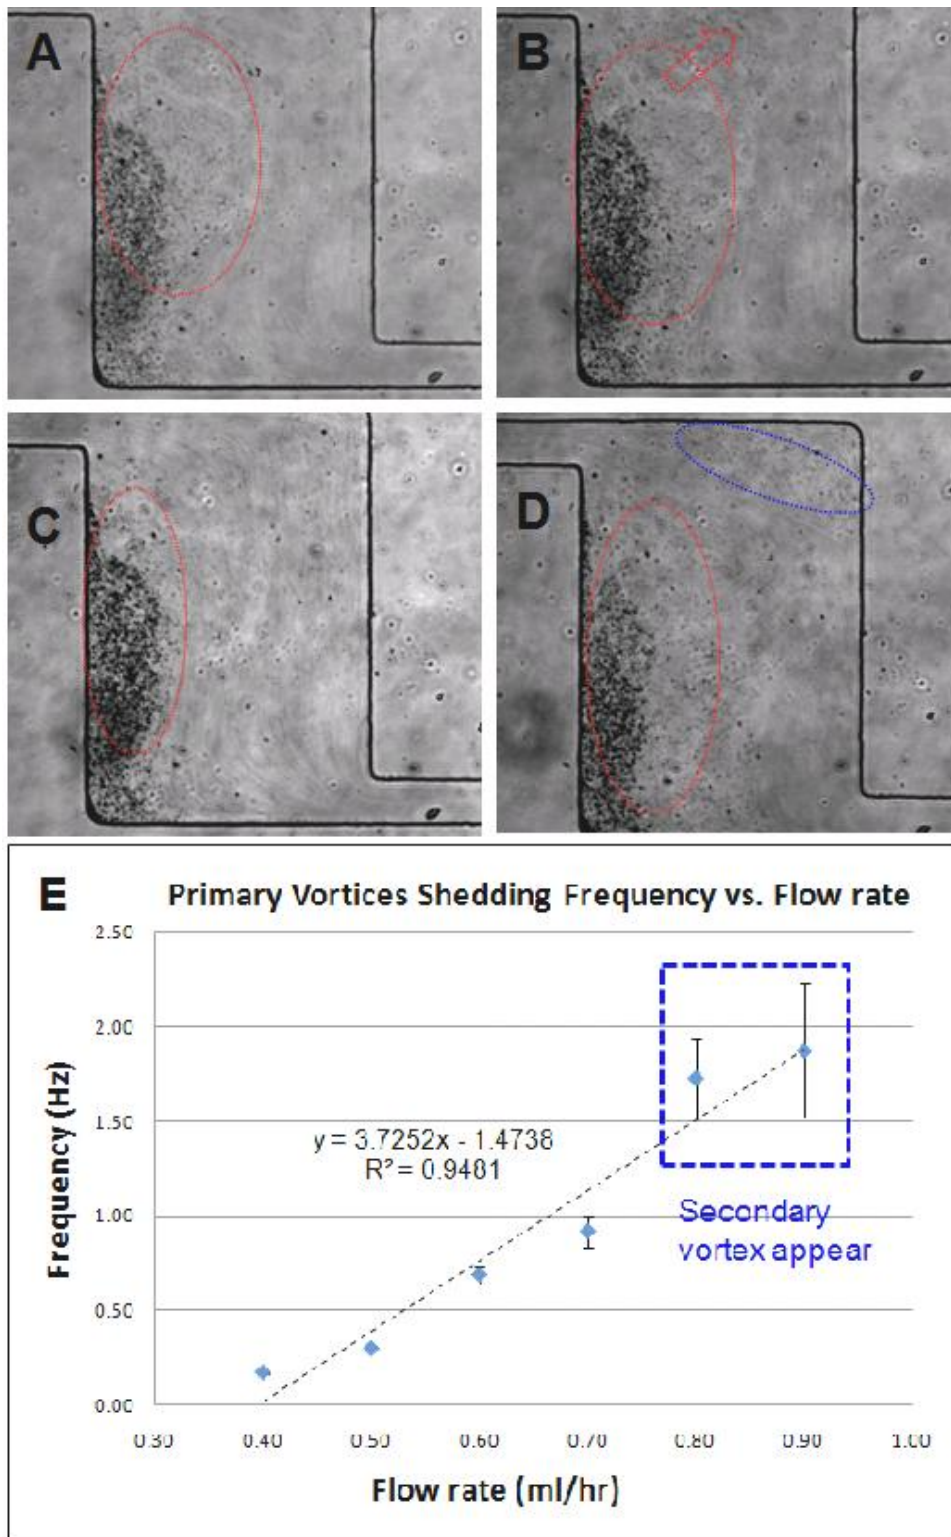 A
B
C
D
E
Primary Vortices Shedding Frequency vs. Flow rate
2.50
2.00
1.50
1.00
0.50
0.00
Frequency (Hz)
y = 3.7252x - 1.4738
R² = 0.9481
Secondary
vortex appear
0.30 0.40 0.50 0.60 0.70 0.80 0.90 1.00
Flow rate (ml/hr)